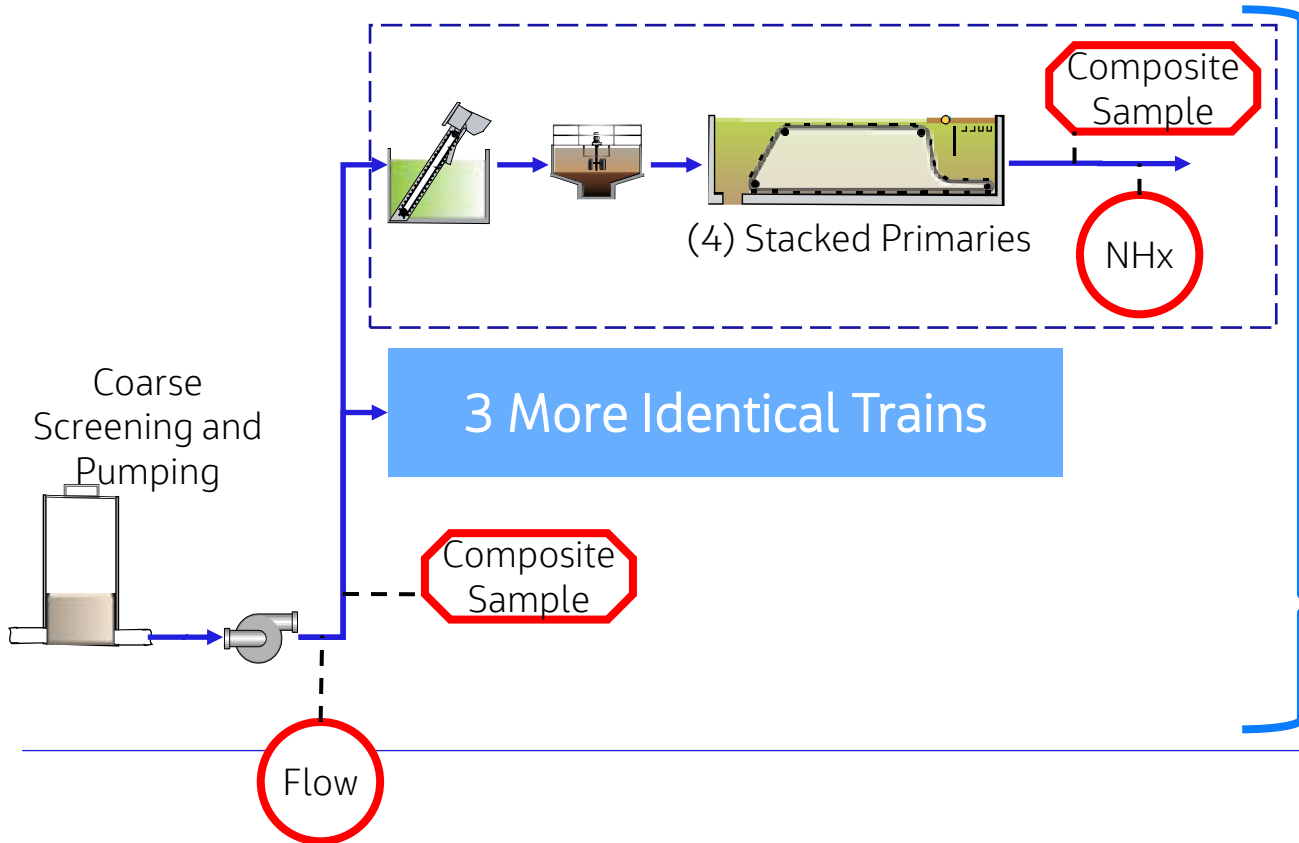 Composite
Sample
(4) Stacked Primaries
NHx
3 More Identical Trains
Coarse
Screening and
Pumping
Composite
Sample
Flow